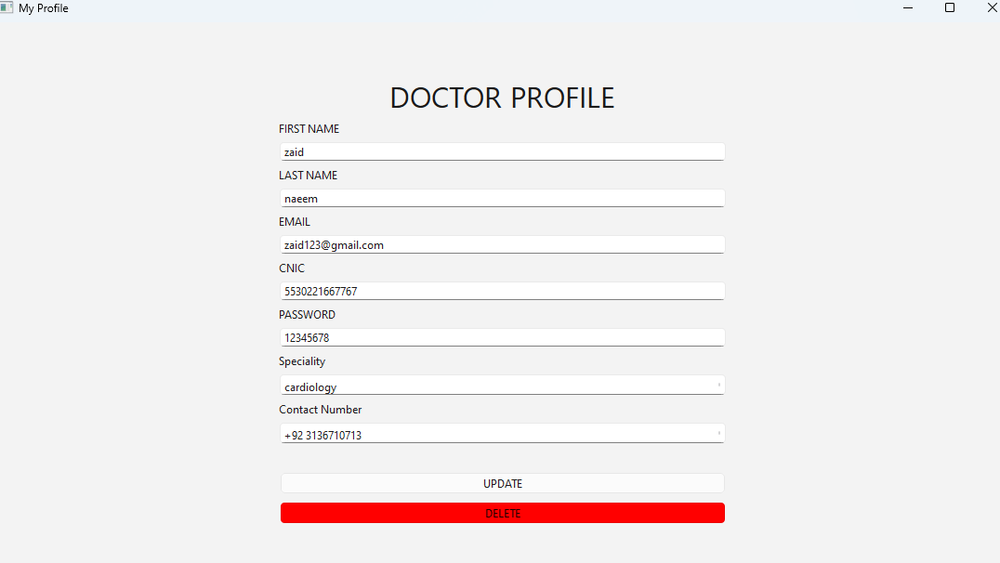 My Profile
DOCTOR PROFILE
FIRST NAME
zaid
LAST NAME
naeem
EMAIL
zaid123@gmail.com
CNIC
5530221667767
PASSWORD
12345678
Speciality
cardiology
Contact Number
+92 3136710713
UPDATE
DELETE